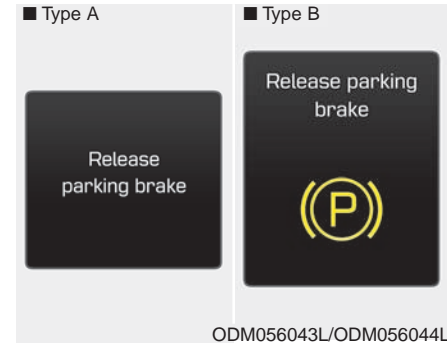 ■ Type A
■ Type B
Release
parking brake
Release parking
brake
P
ODM056043L/ODM056044L